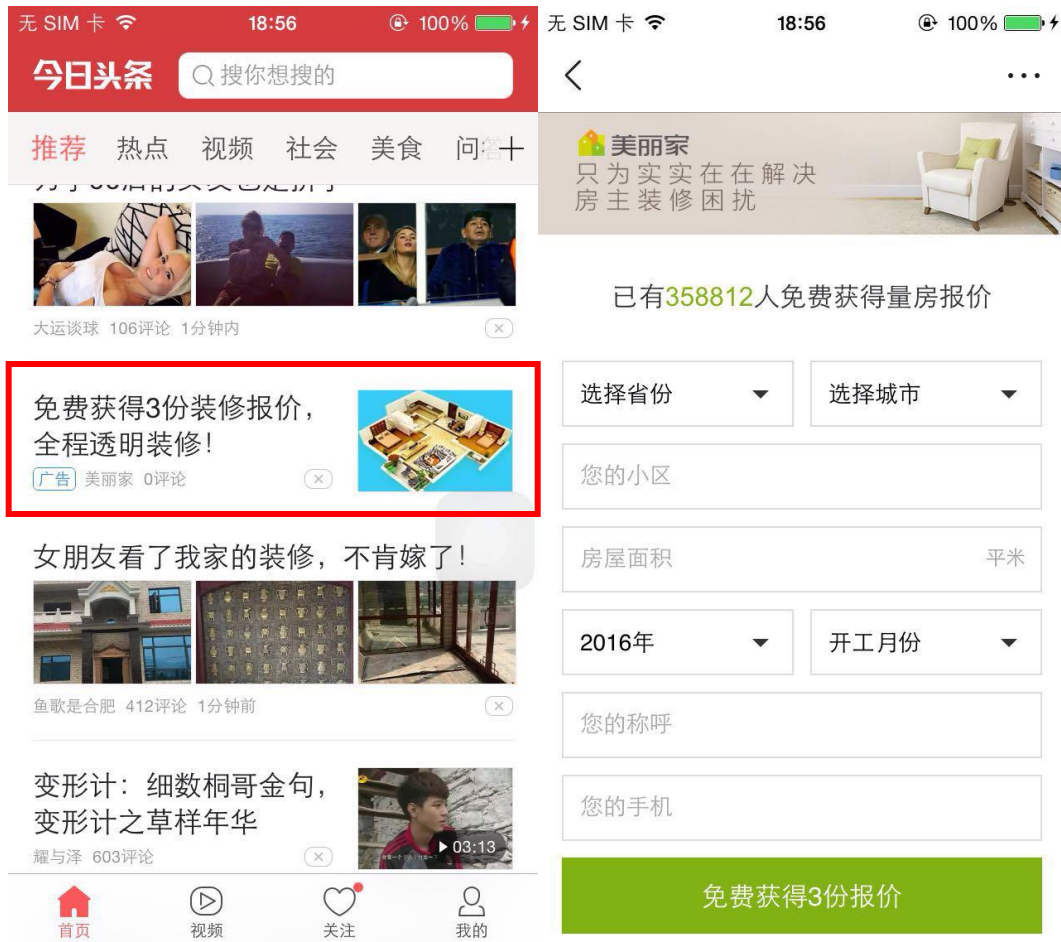 无 SIM 卡
18:56
100%
今日头条
搜你想搜的
推荐 热点 视频 社会 美食 问答
大运谈球 106评论 1分钟内
免费获得3份装修报价，
全程透明装修！
广告 美丽家 0评论
女朋友看了我家的装修，不肯嫁了！
鱼歌是合肥 412评论 1分钟前
变形计：细数桐哥金句，
变形计之草样年华
耀与泽 603评论
03:13
首页 视频 关注 我的
无 SIM 卡
18:56
100%
美丽家
只为实实在在解决
房主装修困扰
已有358812人免费获得量房报价
选择省份 选择城市
您的小区
房屋面积 平米
2016年 开工月份
您的称呼
您的手机
免费获得3份报价